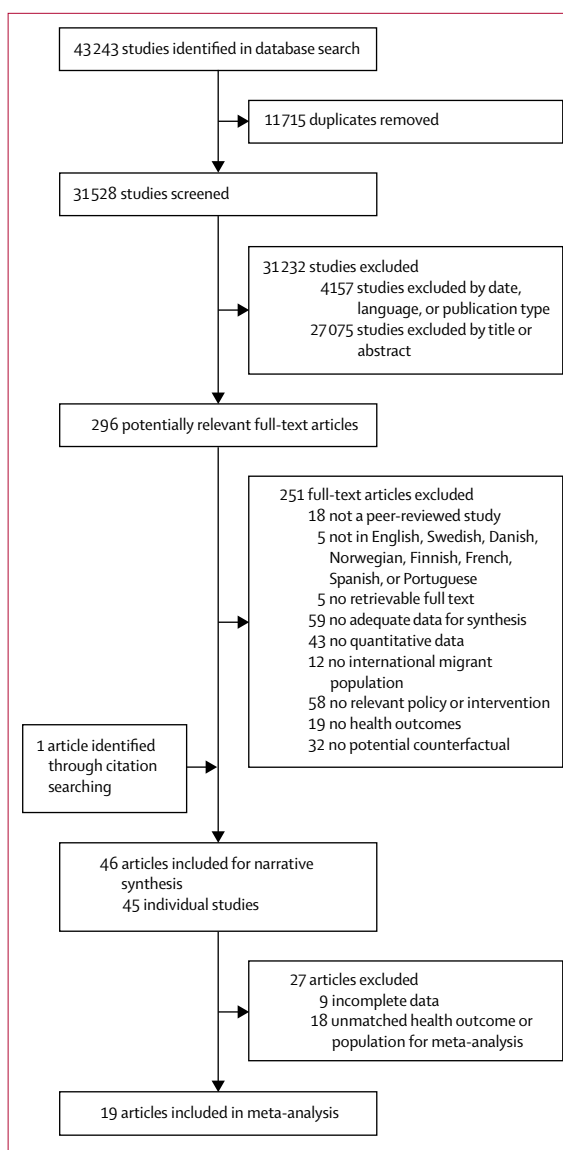 43 243 studies identified in database search
11 715 duplicates removed
31 528 studies screened
31 232 studies excluded
4157 studies excluded by date,
language, or publication type
27 075 studies excluded by title or
abstract
296 potentially relevant full-text articles
251 full-text articles excluded
18 not a peer-reviewed study
5 not in English, Swedish, Danish,
Norwegian, Finnish, French,
Spanish, or Portuguese
5 no retrievable full text
59 no adequate data for synthesis
43 no quantitative data
12 no international migrant
population
58 no relevant policy or intervention
19 no health outcomes
32 no potential counterfactual
1 article identified
through citation
searching
46 articles included for narrative
synthesis
45 individual studies
27 articles excluded
9 incomplete data
18 unmatched health outcome or
population for meta-analysis
19 articles included in meta-analysis